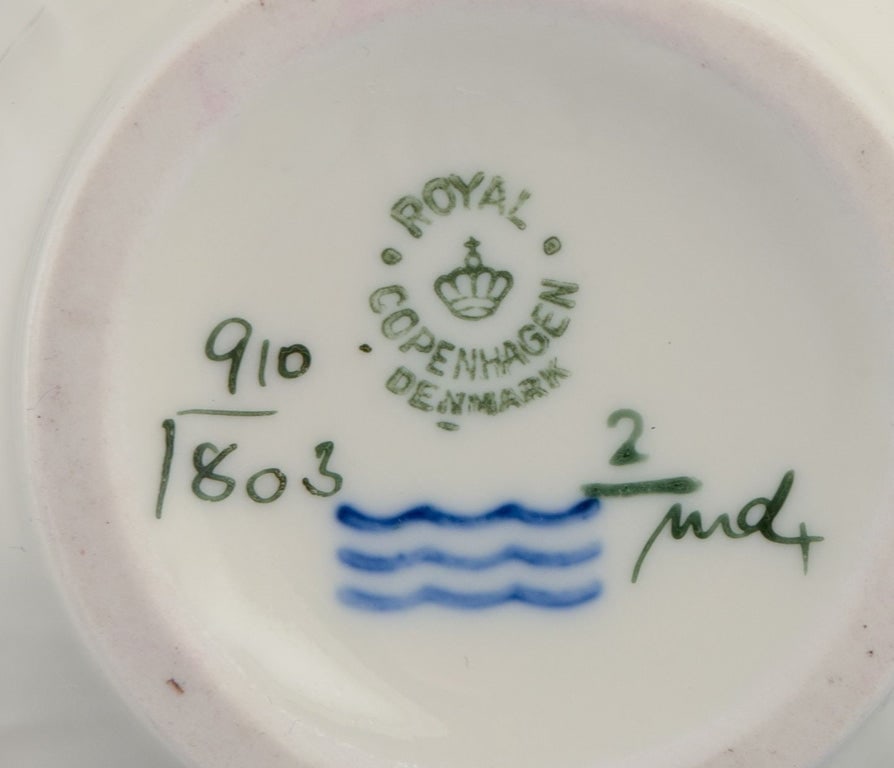 ROYAL
COPENHAGEN
DENMARK
910
1803
2
md+